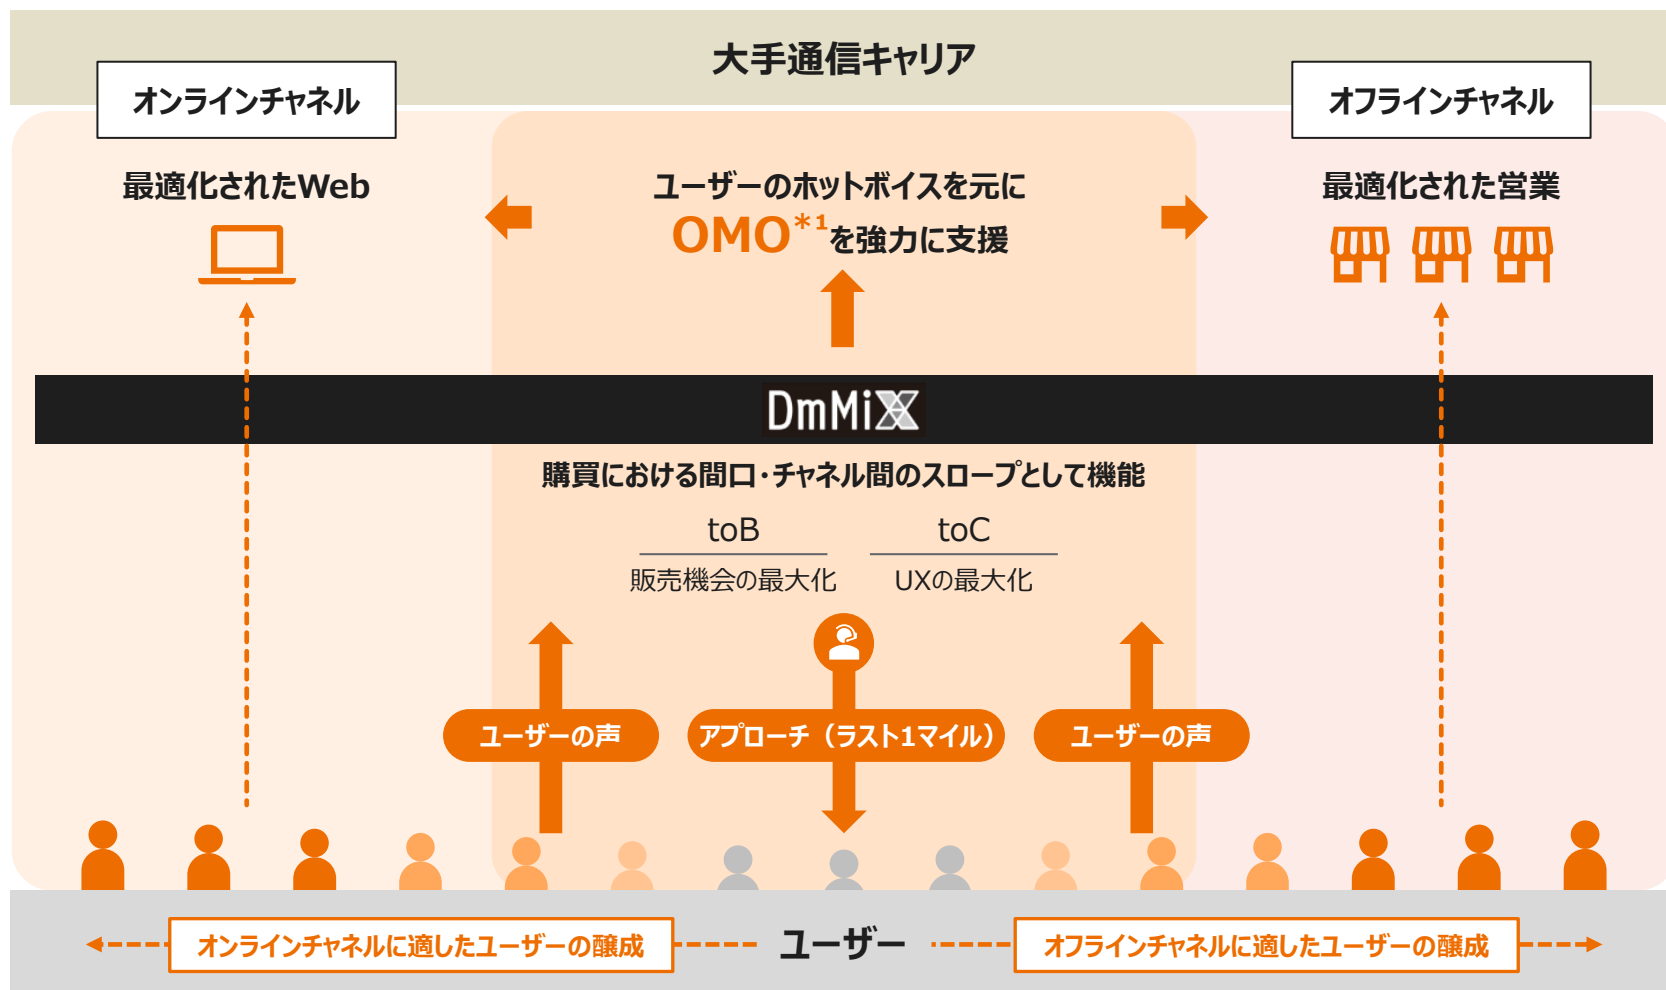 大手通信キャリア
オンラインチャネル
オフラインチャネル
最適化されたWeb
ユーザーのホットボイスを元に
OMO*1を強力に支援
最適化された営業
DmMiX
購買における間口・チャネル間のスロープとして機能
toB
toC
販売機会の最大化
UXの最大化
ユーザーの声
アプローチ（ラスト1マイル）
ユーザーの声
オンラインチャネルに適したユーザーの醸成
ユーザー
オフラインチャネルに適したユーザーの醸成